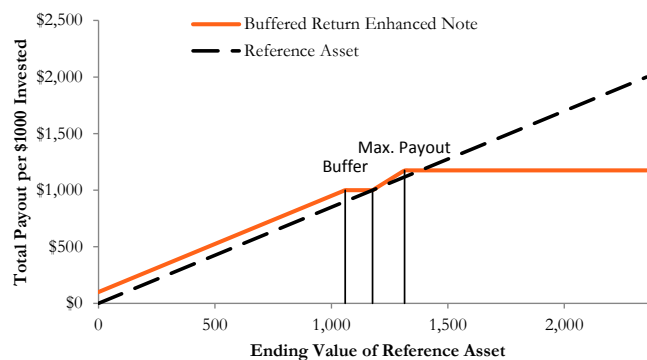 $2,500
Buffered Return Enhanced Note
Reference Asset
$2,000
$1,500
Max. Payout
Buffer
$1,000
$500
$0
0
500
1,000
1,500
2,000
Total Payout per $1000 Invested
Ending Value of Reference Asset